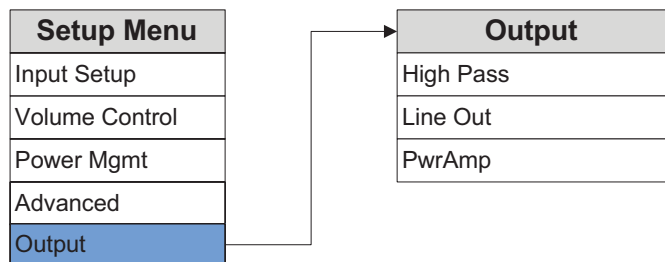 Setup Menu
Input Setup
Volume Control
Power Mgmt
Advanced
Output
Output
High Pass
Line Out
PwrAmp